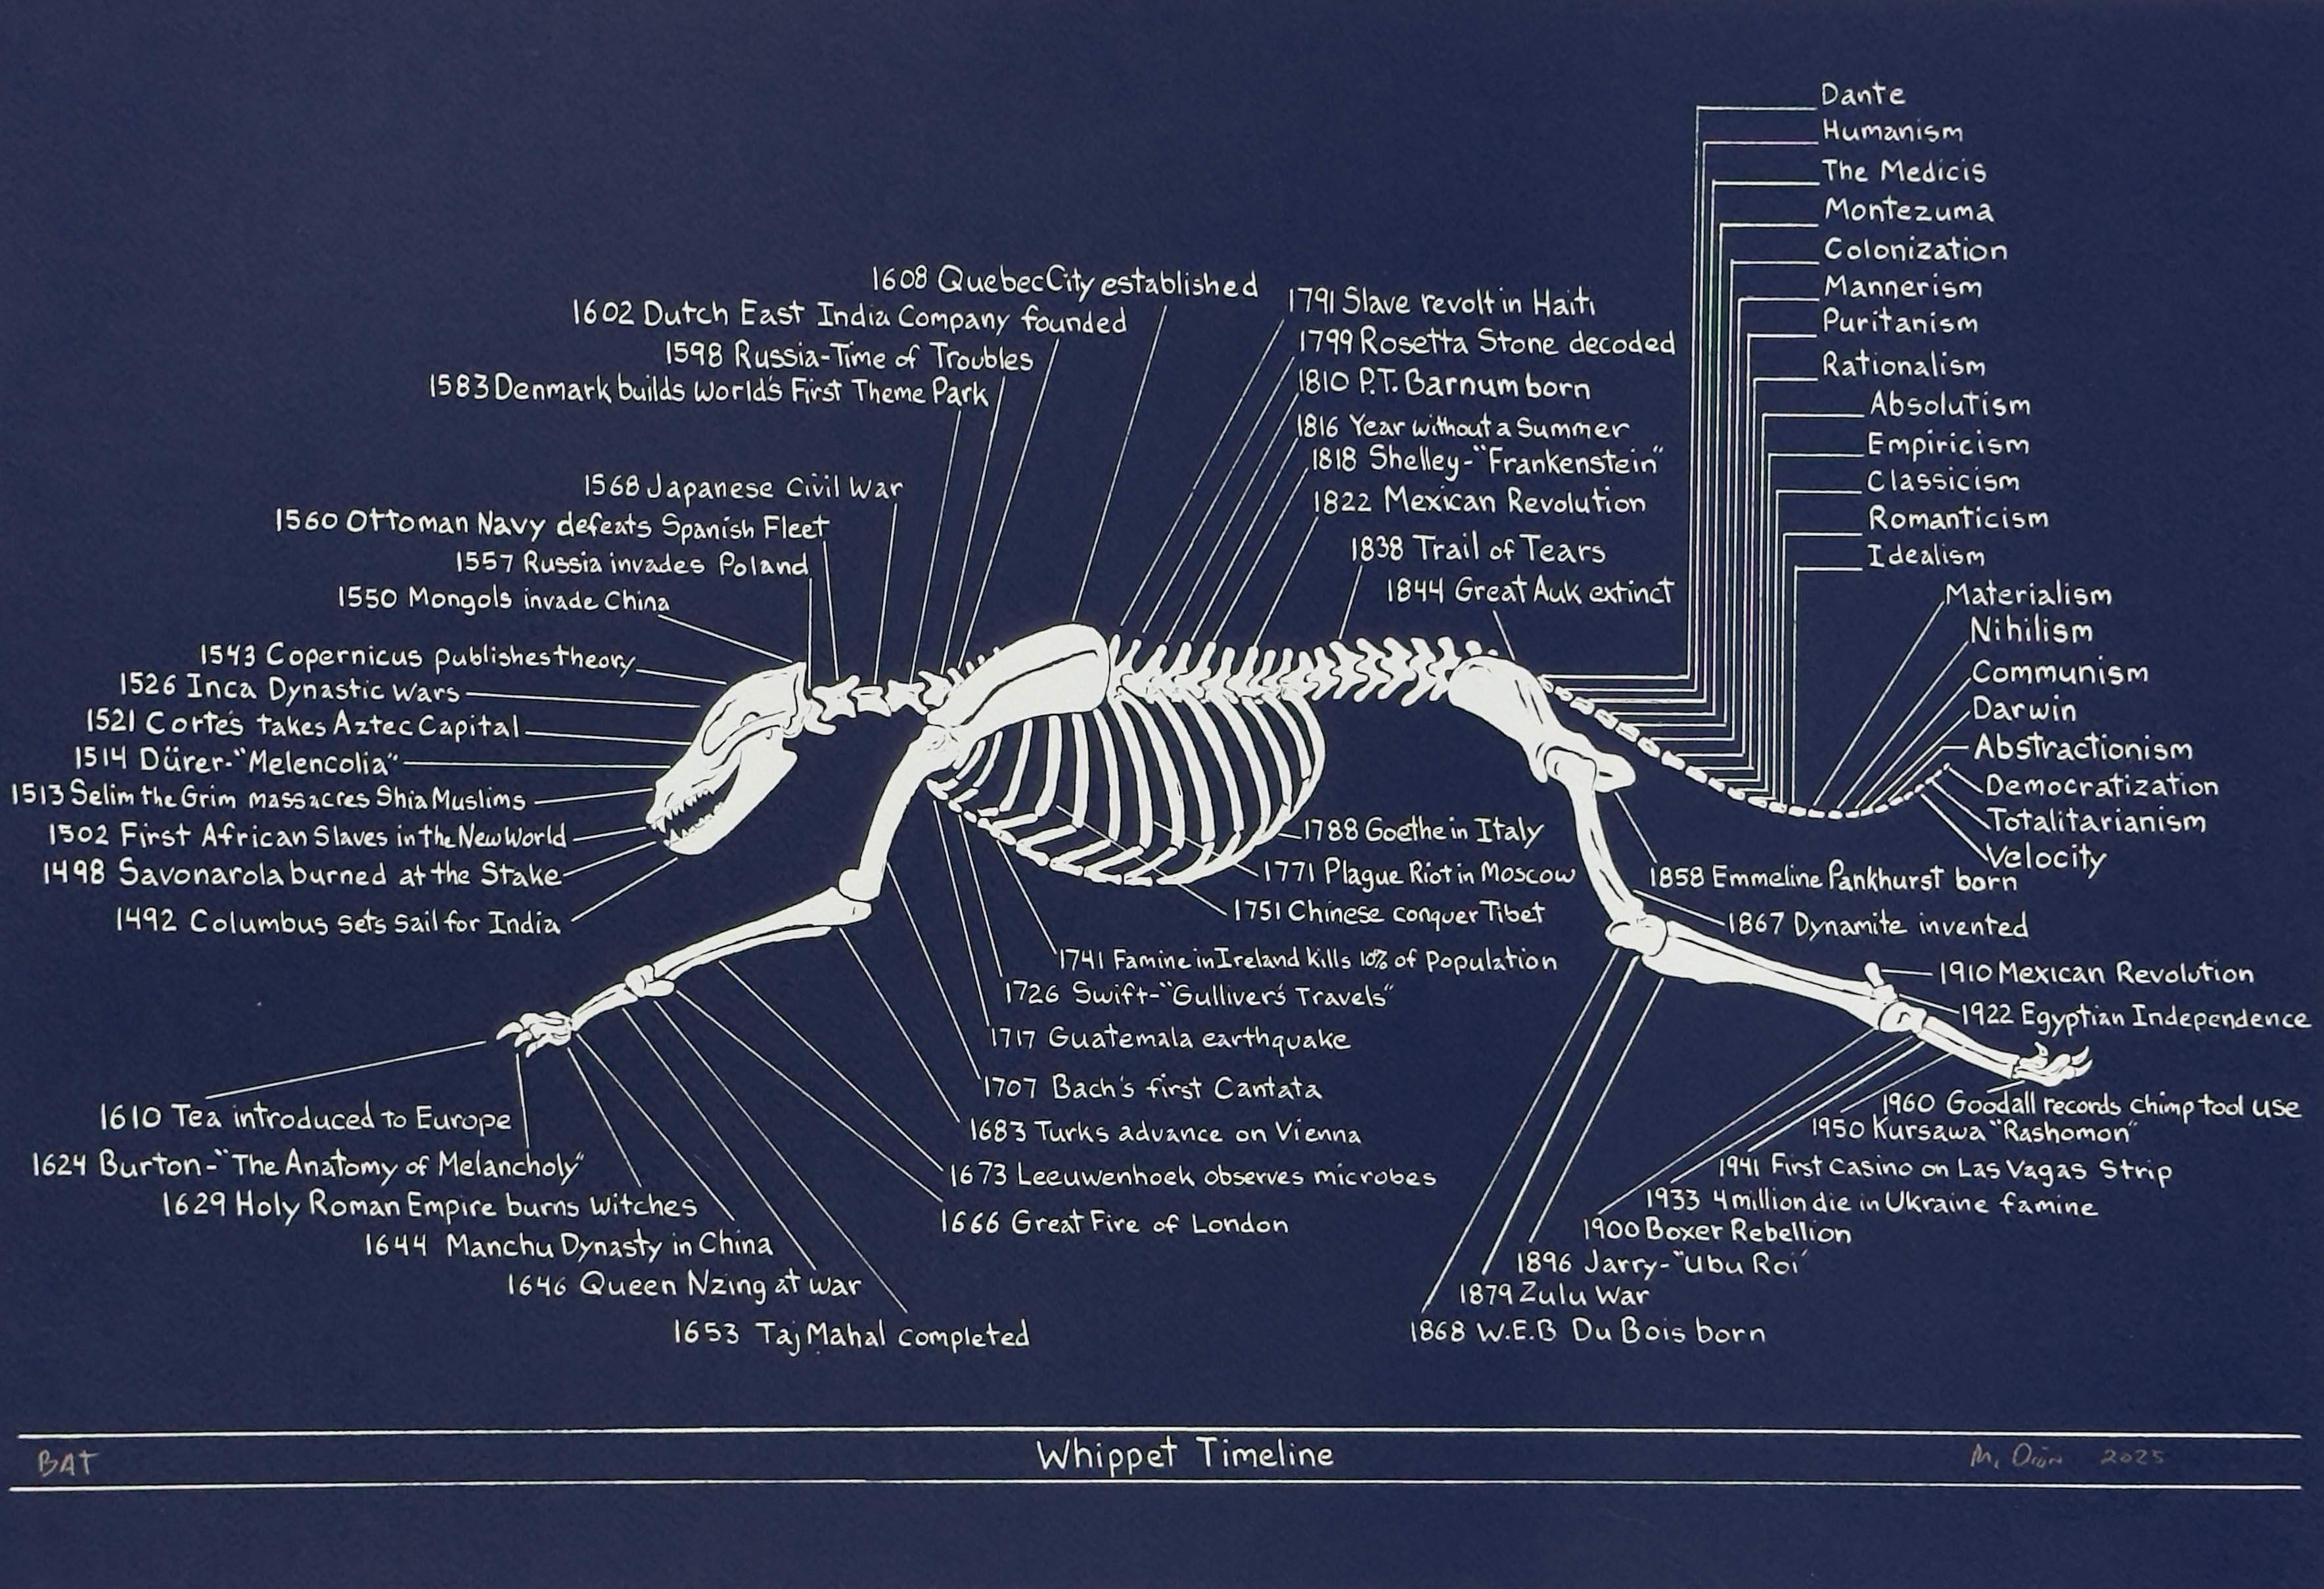 Dante
Humanism
The Medicis
Montezuma
Colonization
Mannerism
Puritanism
Rationalism
Absolutism
Empiricism
Classicism
Romanticism
Idealism
Materialism
Nihilism
Communism
Darwin
Abstractionism
Democratization
Totalitarianism
Velocity
1608 Quebec City established
1602 Dutch East India Company founded
1598 Russia-Time of Troubles
1583 Denmark builds World's First Theme Park
1568 Japanese Civil War
1560 Ottoman Navy defeats Spanish Fleet
1557 Russia invades Poland
1550 Mongols invade China
1543 Copernicus publishes theory
1526 Inca Dynastic Wars
1521 Cortés takes Aztec Capital
1514 Dürer-"Melencolia"
1513 Selim the Grim massacres Shia Muslims
1502 First African Slaves in the New World
1498 Savonarola burned at the Stake
1492 Columbus sets sail for India
1791 Slave revolt in Haiti
1799 Rosetta Stone decoded
1810 P.T. Barnum born
1816 Year without a Summer
1818 Shelley-"Frankenstein"
1822 Mexican Revolution
1838 Trail of Tears
1844 Great Auk extinct
1788 Goethe in Italy
1771 Plague Riot in Moscow
1751 Chinese conquer Tibet
1741 Famine in Ireland kills 10% of Population
1726 Swift-"Gulliver's Travels"
1717 Guatemala earthquake
1707 Bach's first Cantata
1683 Turks advance on Vienna
1673 Leeuwenhoek observes microbes
1666 Great Fire of London
1610 Tea introduced to Europe
1624 Burton-"The Anatomy of Melancholy"
1629 Holy Roman Empire burns witches
1644 Manchu Dynasty in China
1646 Queen Nzing at war
1653 Taj Mahal completed
1858 Emmeline Pankhurst born
1867 Dynamite invented
1910 Mexican Revolution
1922 Egyptian Independence
1960 Goodall records chimp tool use
1950 Kursawa "Rashomon"
1941 First Casino on Las Vagas Strip
1933 4 million die in Ukraine famine
1900 Boxer Rebellion
1896 Jarry-"Ubu Roi"
1879 Zulu War
1868 W.E.B Du Bois born
Whippet Timeline
BAT
M. Dion 2025